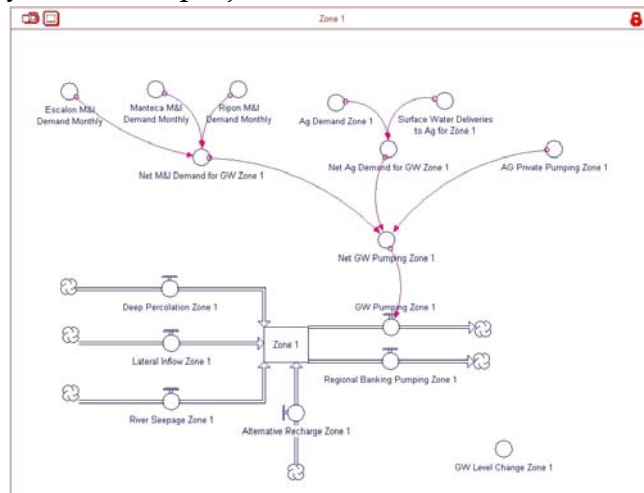 Zone 1
Escalon M&I
Demand Monthly
Manteca M&I
Demand Monthly
Ripon M&I
Demand Monthly
Ag Demand Zone 1
Surface Water Deliveries
to Ag for Zone 1
Net M&I Demand for GW Zone 1
Net Ag Demand for GW Zone 1
AG Private Pumping Zone 1
Net GW Pumping Zone 1
Deep Percolation Zone 1
GW Pumping Zone 1
Zone 1
Lateral Inflow Zone 1
Regional Banking Pumping Zone 1
River Seepage Zone 1
Alternative Recharge Zone 1
GW Level Change Zone 1